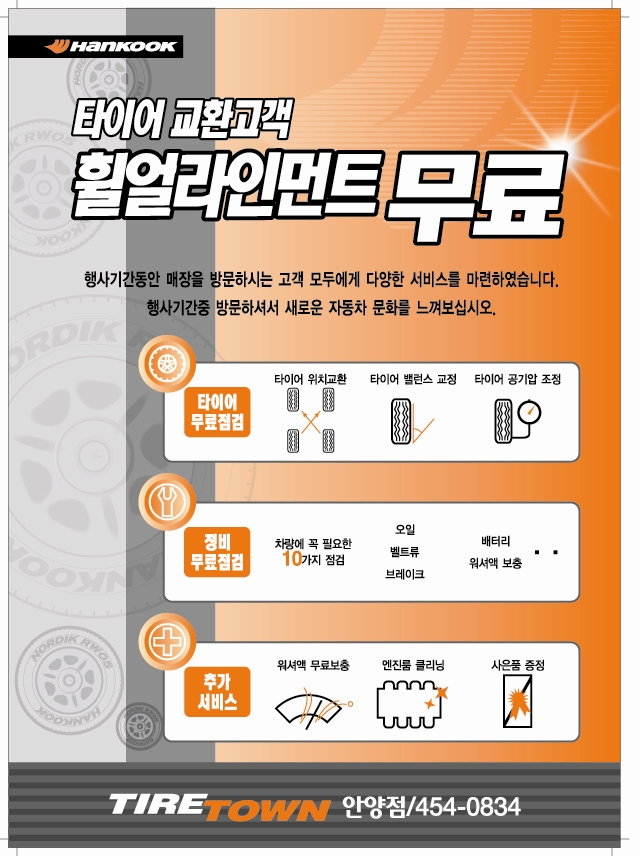 HANKOOK
타이어 교환고객
휠얼라인먼트 무료
행사기간동안 매장을 방문하시는 고객 모두에게 다양한 서비스를 마련하였습니다.
행사기간중 방문하셔서 새로운 자동차 문화를 느껴보십시오.
타이어
무료점검
타이어 위치교환
타이어 밸런스 교정
타이어 공기압 조정
정비
무료점검
차량에 꼭 필요한
10가지 점검
오일
벨트류
브레이크
배터리
워셔액 보충
추가
서비스
워셔액 무료보충
엔진룸 클리닝
사은품 증정
NORDIK RW05
HANKOOK
TIRETOWN 안양점/454-0834